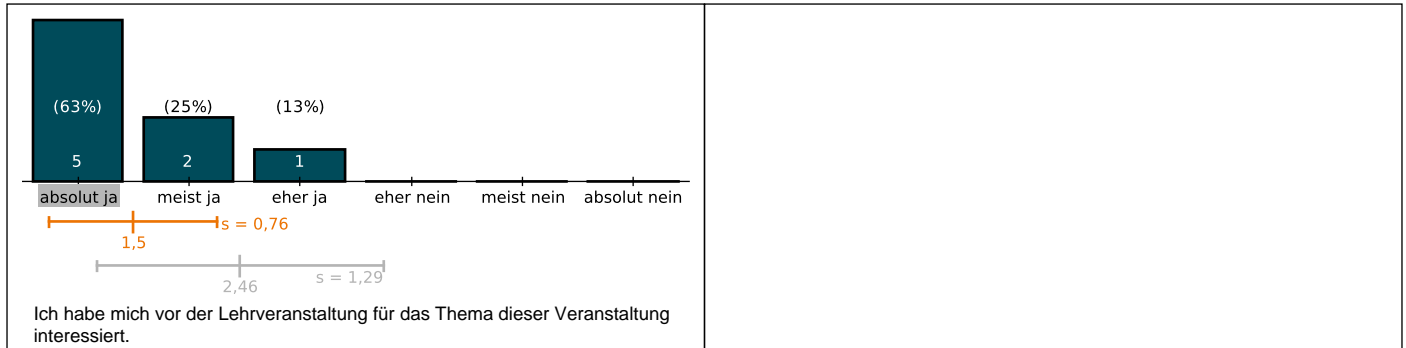 (63%) (25%) (13%)
5 2 1
absolut ja meist ja eher ja eher nein meist nein absolut nein
s = 0,76
1,5
s = 1,29
2,46
Ich habe mich vor der Lehrveranstaltung für das Thema dieser Veranstaltung
interessiert.